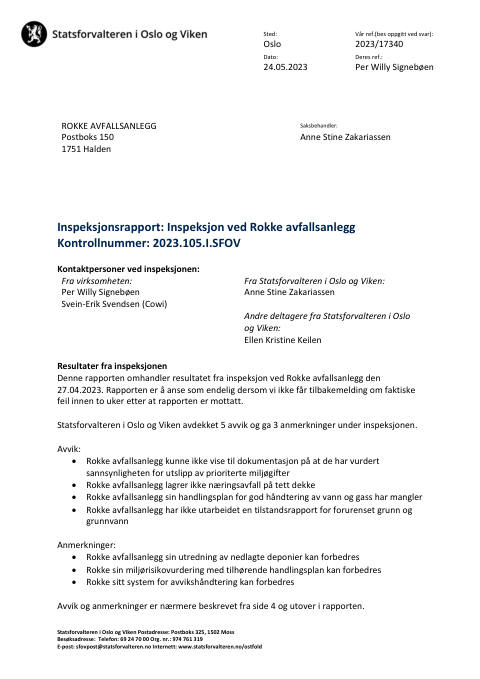 Statsforvalteren i Oslo og Viken
Sted:
Oslo
Vår ref.(bes oppgitt ved svar):
2023/17340
Dato:
24.05.2023
Deres ref.:
Per Willy Signebøen
ROKKE AVFALLSANLEGG
Postboks 150
1751 Halden
Saksbehandler:
Anne Stine Zakariassen
Inspeksjonsrapport: Inspeksjon ved Rokke avfallsanlegg
Kontrollnummer: 2023.105.I.SFOV
Kontaktpersoner ved inspeksjonen:
Fra virksomheten:
Per Willy Signebøen
Svein-Erik Svendsen (Cowi)
Fra Statsforvalteren i Oslo og Viken:
Anne Stine Zakariassen
Andre deltagere fra Statsforvalteren i Oslo
og Viken:
Ellen Kristine Keilen
Resultater fra inspeksjonen
Denne rapporten omhandler resultatet fra inspeksjon ved Rokke avfallsanlegg den
27.04.2023. Rapporten er å anse som endelig dersom vi ikke får tilbakemelding om faktiske
feil innen to uker etter at rapporten er mottatt.
Statsforvalteren i Oslo og Viken avdekket 5 avvik og ga 3 anmerkninger under inspeksjonen.
Avvik:
• Rokke avfallsanlegg kunne ikke vise til dokumentasjon på at de har vurdert
sannsynligheten for utslipp av prioriterte miljøgifter
• Rokke avfallsanlegg lagrer ikke næringsavfall på tett dekke
• Rokke avfallsanlegg sin handlingsplan for god håndtering av vann og gass har mangler
• Rokke avfallsanlegg har ikke utarbeidet en tilstandsrapport for forurenset grunn og
grunnvann
Anmerkninger:
• Rokke avfallsanlegg sin utredning av nedlagte deponier kan forbedres
• Rokke sin miljørisikovurdering med tilhørende handlingsplan kan forbedres
• Rokke sitt system for avvikshåndtering kan forbedres
Avvik og anmerkninger er nærmere beskrevet fra side 4 og utover i rapporten.
Statsforvalteren i Oslo og Viken Postadresse: Postboks 325, 1502 Moss
Besøksadresse: Telefon: 69 24 70 00 Org. nr.: 974 761 319
E-post: sfovpost@statsforvalteren.no Internett: www.statsforvalteren.no/ostfold